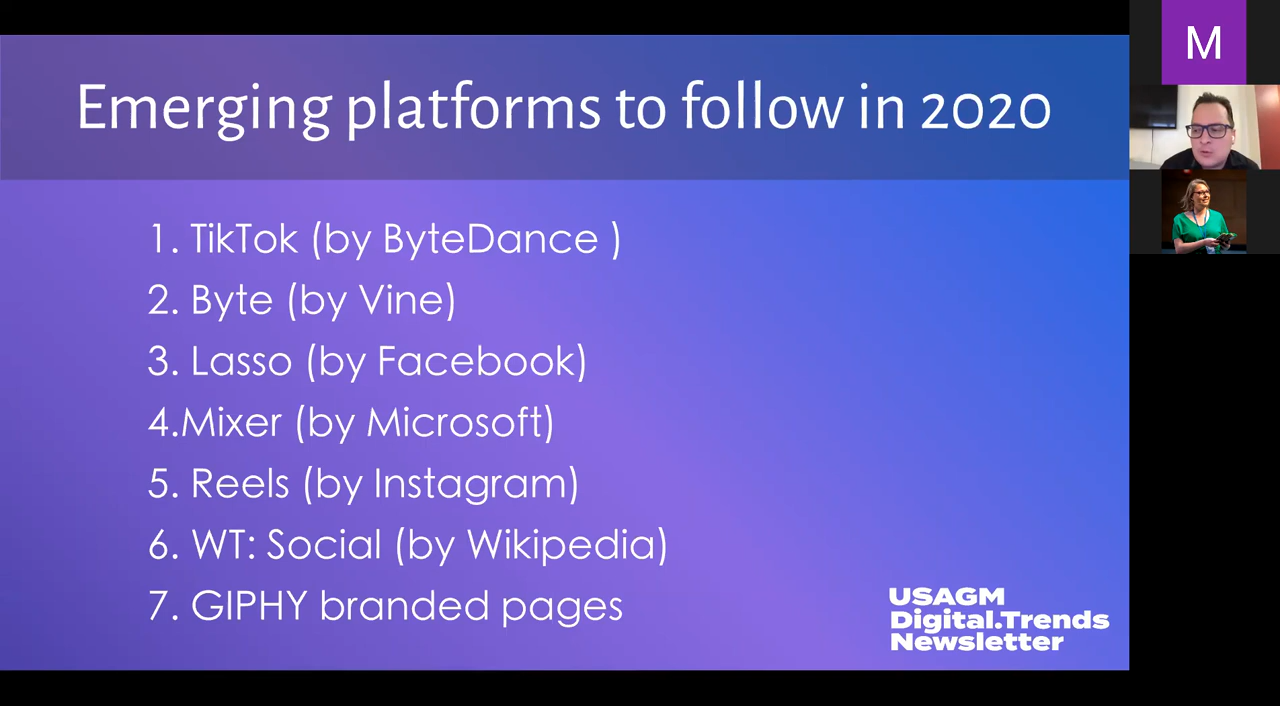 Emerging platforms to follow in 2020
1. TikTok (by ByteDance )
2. Byte (by Vine)
3. Lasso (by Facebook)
4.Mixer (by Microsoft)
5. Reels (by Instagram)
6. WT: Social (by Wikipedia)
7. GIPHY branded pages
USAGM
Digital.Trends
Newsletter
M